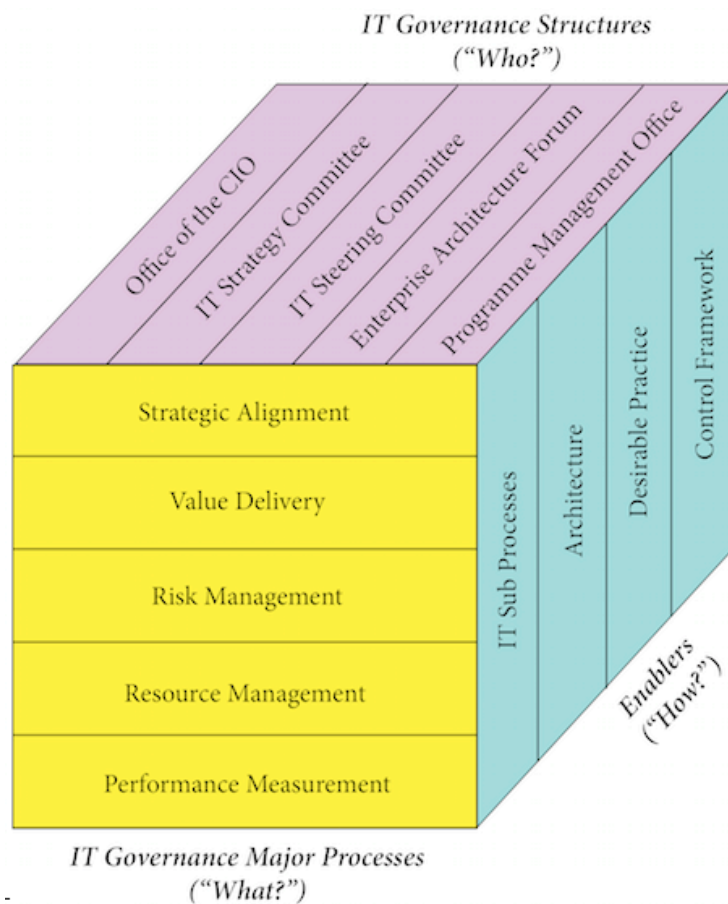 IT Governance Structures
(“Who?”)
Office of the CIO
IT Strategy Committee
IT Steering Committee
Enterprise Architecture Forum
Programme Management Office
Strategic Alignment
Value Delivery
Risk Management
Resource Management
Performance Measurement
IT Sub Processes
Architecture
Desirable Practice
Control Framework
Enablers
(“How?”)
IT Governance Major Processes
(“What?”)